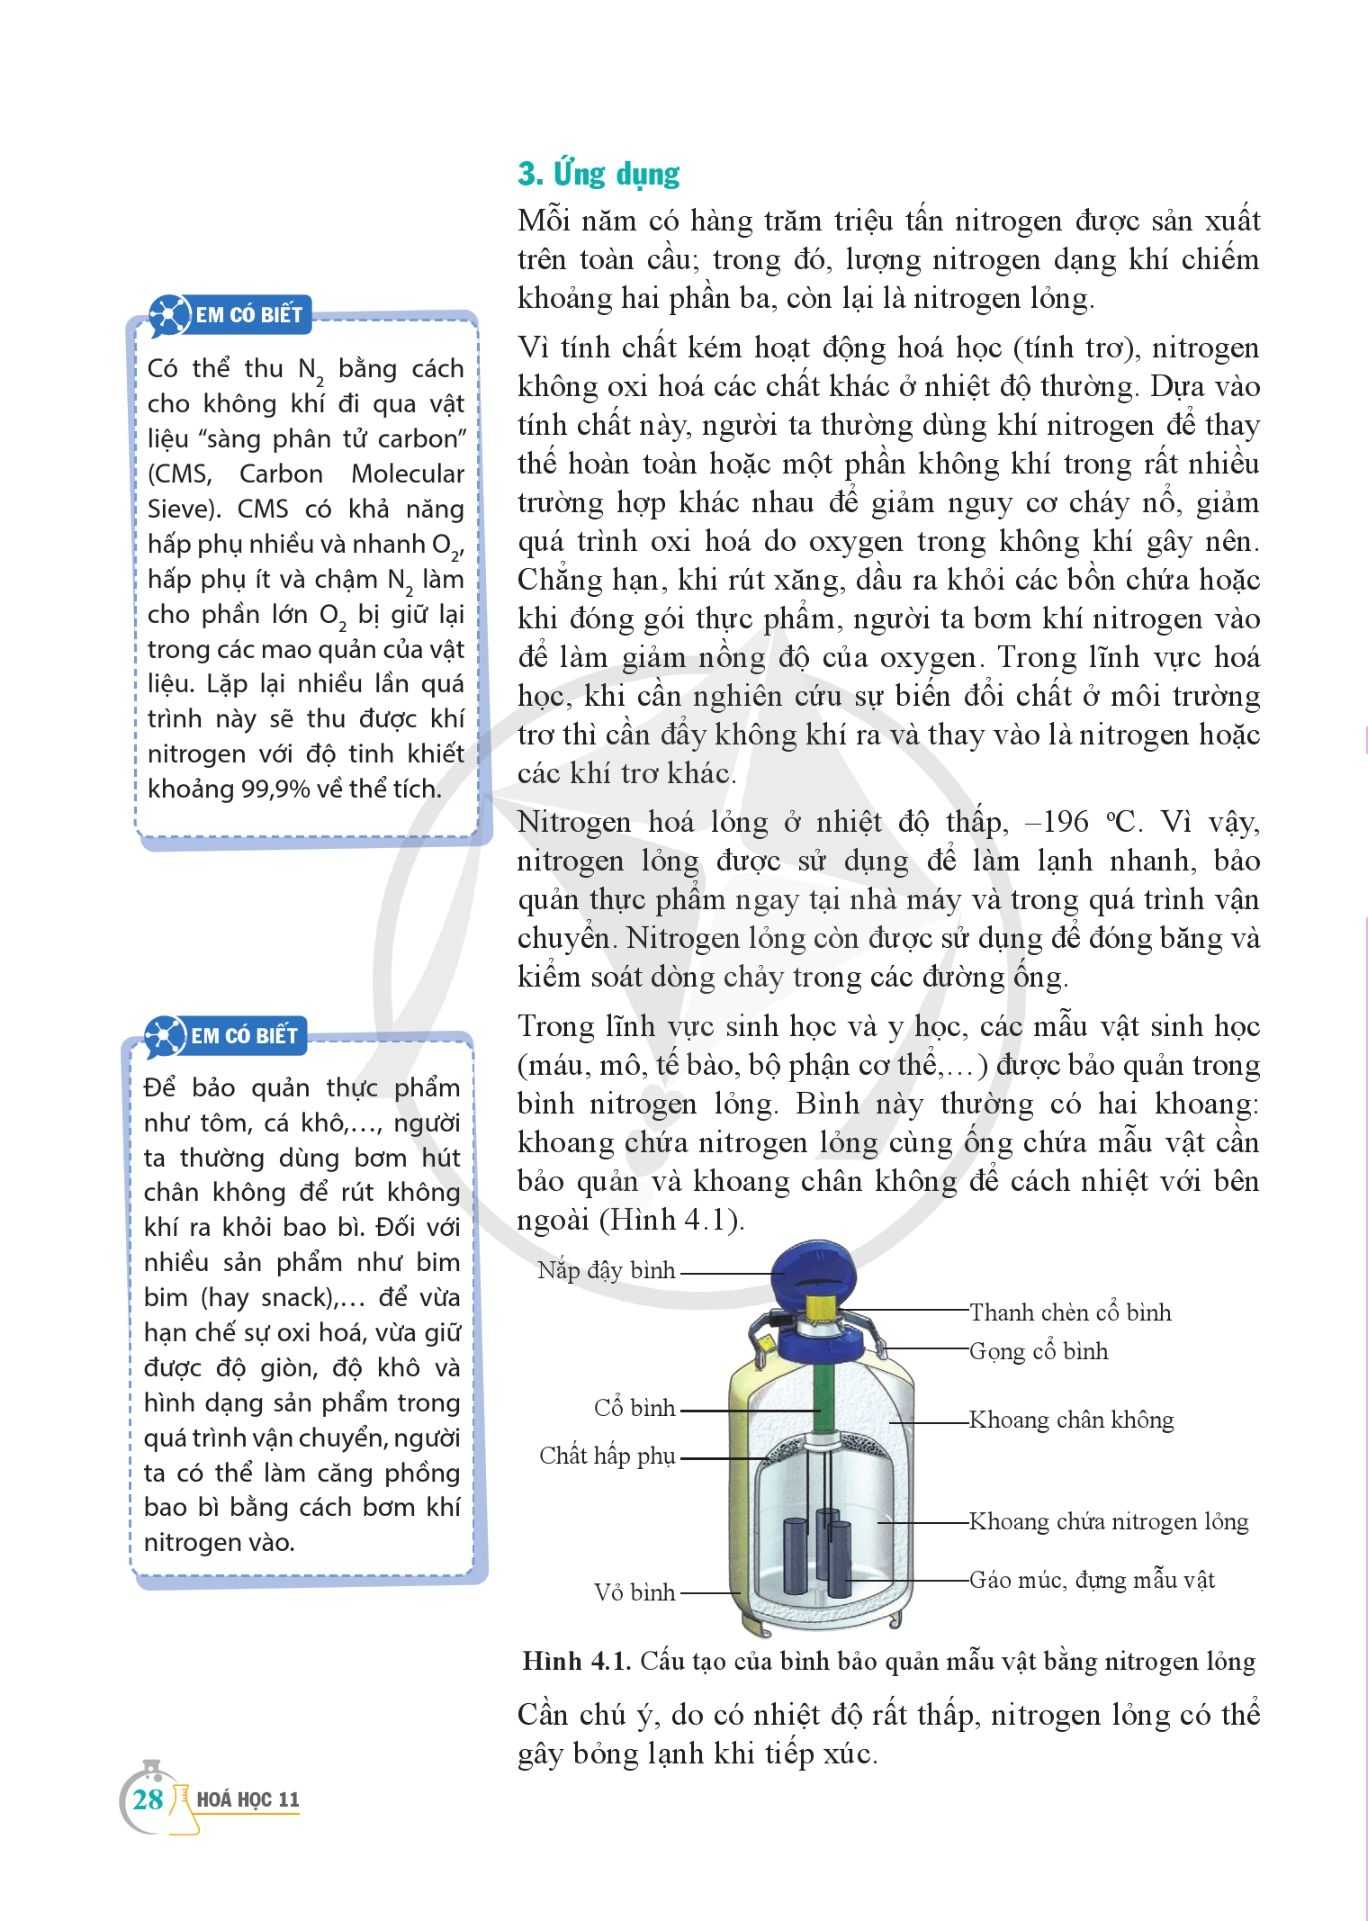 3. Ứng dụng
Mỗi năm có hàng trăm triệu tấn nitrogen được sản xuất
trên toàn cầu; trong đó, lượng nitrogen dạng khí chiếm
khoảng hai phần ba, còn lại là nitrogen lỏng.
Vì tính chất kém hoạt động hoá học (tính trơ), nitrogen
không oxi hoá các chất khác ở nhiệt độ thường. Dựa vào
tính chất này, người ta thường dùng khí nitrogen để thay
thế hoàn toàn hoặc một phần không khí trong rất nhiều
trường hợp khác nhau để giảm nguy cơ cháy nổ, giảm
quá trình oxi hoá do oxygen trong không khí gây nên.
Chẳng hạn, khi rút xăng, dầu ra khỏi các bồn chứa hoặc
khi đóng gói thực phẩm, người ta bơm khí nitrogen vào
để làm giảm nồng độ của oxygen. Trong lĩnh vực hoá
học, khi cần nghiên cứu sự biến đổi chất ở môi trường
trơ thì cần đẩy không khí ra và thay vào là nitrogen hoặc
các khí trơ khác.
Nitrogen hoá lỏng ở nhiệt độ thấp, –196 ºC. Vì vậy,
nitrogen lỏng được sử dụng để làm lạnh nhanh, bảo
quản thực phẩm ngay tại nhà máy và trong quá trình vận
chuyển. Nitrogen lỏng còn được sử dụng để đóng băng và
kiểm soát dòng chảy trong các đường ống.
Trong lĩnh vực sinh học và y học, các mẫu vật sinh học
(máu, mô, tế bào, bộ phận cơ thể,…) được bảo quản trong
bình nitrogen lỏng. Bình này thường có hai khoang:
khoang chứa nitrogen lỏng cùng ống chứa mẫu vật cần
bảo quản và khoang chân không để cách nhiệt với bên
ngoài (Hình 4.1).
EM CÓ BIẾT
Có thể thu N₂ bằng cách
cho không khí đi qua vật
liệu “sàng phân tử carbon”
(CMS, Carbon Molecular
Sieve). CMS có khả năng
hấp phụ nhiều và nhanh O₂,
hấp phụ ít và chậm N₂ làm
cho phần lớn O₂ bị giữ lại
trong các mao quản của vật
liệu. Lặp lại nhiều lần quá
trình này sẽ thu được khí
nitrogen với độ tinh khiết
khoảng 99,9% về thể tích.
EM CÓ BIẾT
Để bảo quản thực phẩm
như tôm, cá khô,…, người
ta thường dùng bơm hút
chân không để rút không
khí ra khỏi bao bì. Đối với
nhiều sản phẩm như bim
bim (hay snack),… để vừa
hạn chế sự oxi hoá, vừa giữ
được độ giòn, độ khô và
hình dạng sản phẩm trong
quá trình vận chuyển, người
ta có thể làm căng phồng
bao bì bằng cách bơm khí
nitrogen vào.
Nắp đậy bình
Thanh chèn cổ bình
Gọng cổ bình
Cổ bình
Khoang chân không
Chất hấp phụ
Khoang chứa nitrogen lỏng
Gáo múc, đựng mẫu vật
Vỏ bình
Hình 4.1. Cấu tạo của bình bảo quản mẫu vật bằng nitrogen lỏng
Cần chú ý, do có nhiệt độ rất thấp, nitrogen lỏng có thể
gây bỏng lạnh khi tiếp xúc.
28 HOÁ HỌC 11